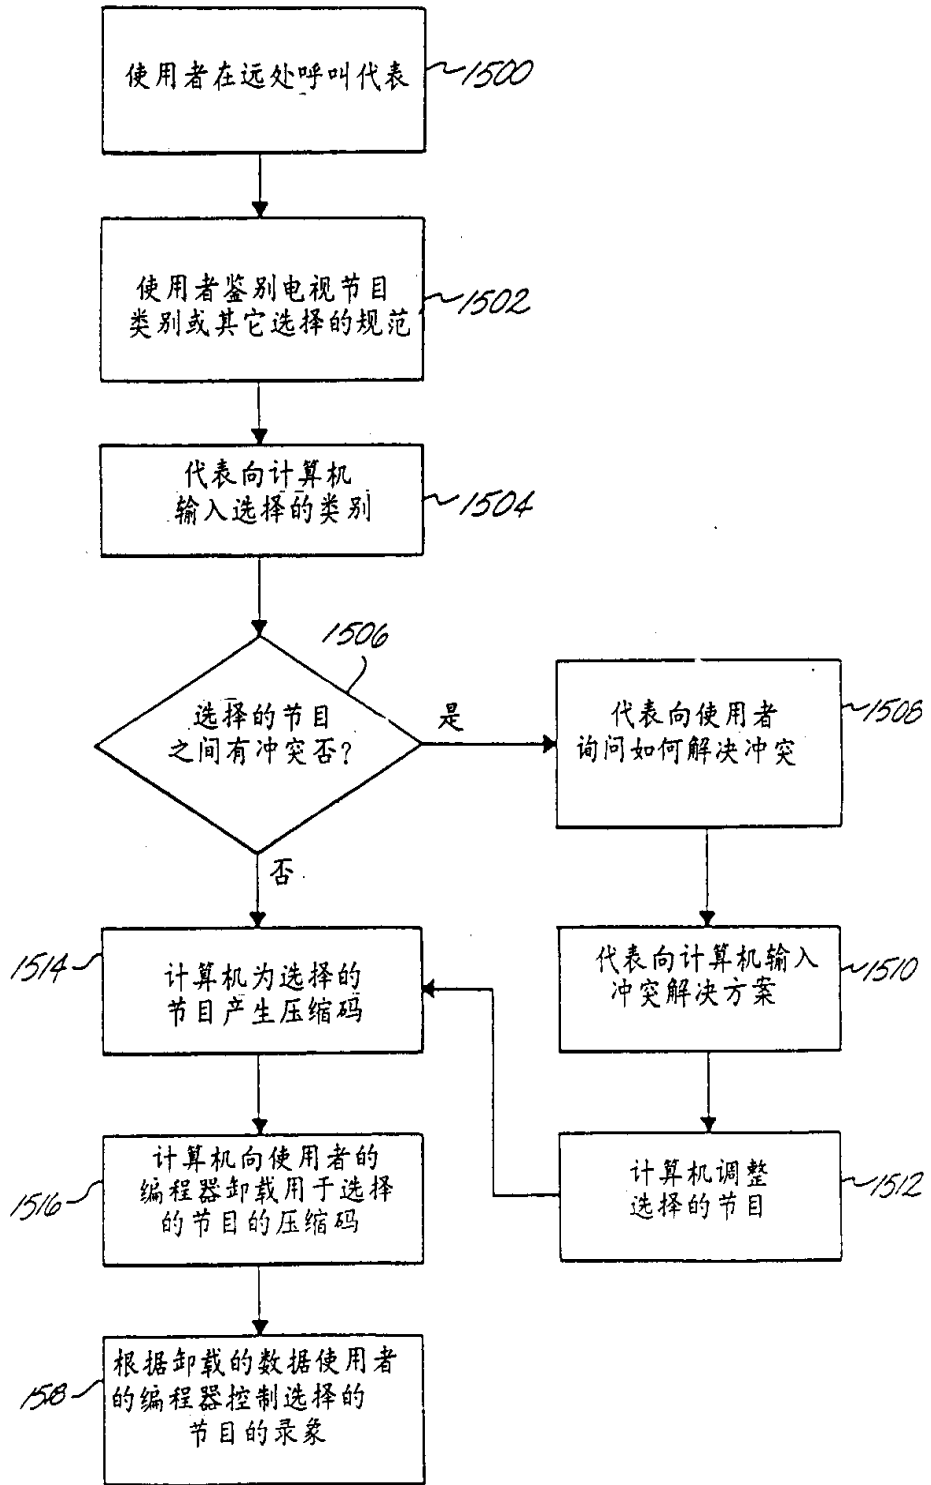 使用者在远处呼叫代表
1500
使用者鉴别电视节目
类别或其它选择的规范
1502
代表向计算机
输入选择的类别
1504
1506
选择的节目
之间有冲突否?
是
否
代表向使用者
询问如何解决冲突
1508
代表向计算机输入
冲突解决方案
1510
计算机调整
选择的节目
1512
1514
计算机为选择的
节目产生压缩码
1516
计算机向使用者的
编程器卸载用于选择
的节目的压缩码
1518
根据卸载的数据使用者
的编程器控制选择的
节目的录象